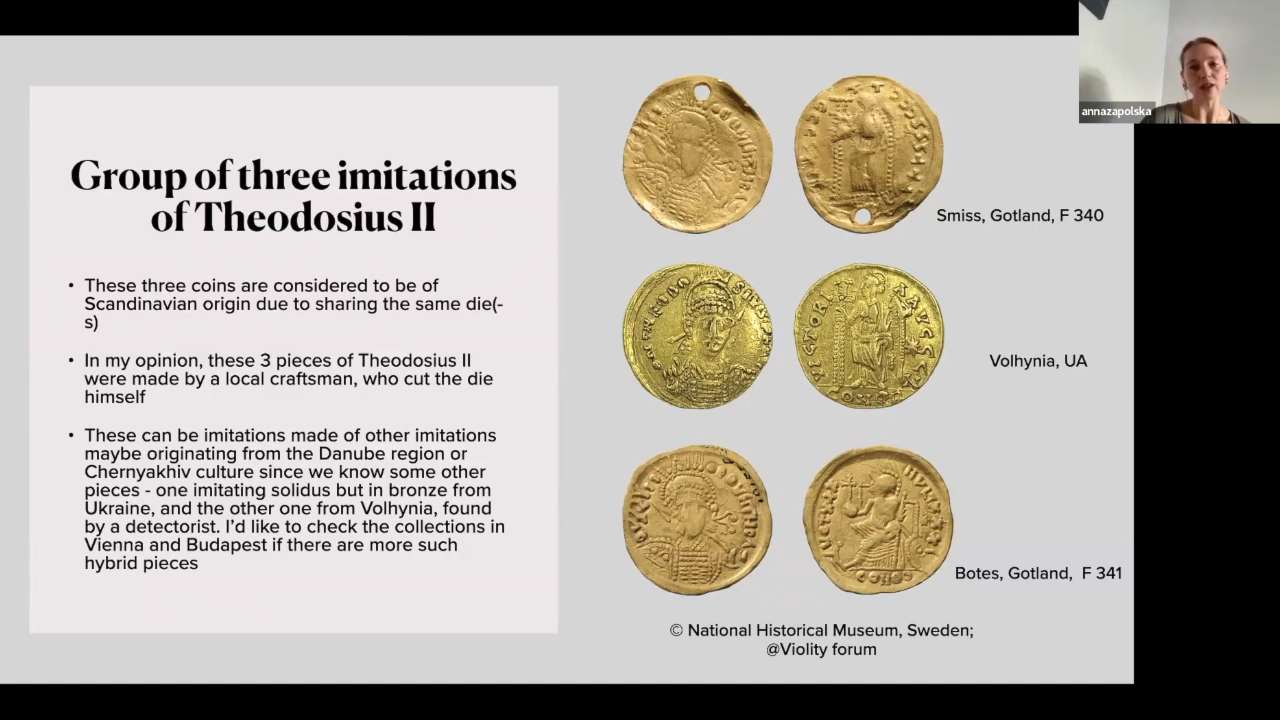 annazapolska
Group of three imitations
of Theodosius II
• These three coins are considered to be of
Scandinavian origin due to sharing the same die(-
s)
• In my opinion, these 3 pieces of Theodosius II
were made by a local craftsman, who cut the die
himself
• These can be imitations made of other imitations
maybe originating from the Danube region or
Chernyakhiv culture since we know some other
pieces - one imitating solidus but in bronze from
Ukraine, and the other one from Volhynia, found
by a detectorist. I'd like to check the collections in
Vienna and Budapest if there are more such
hybrid pieces
Smiss, Gotland, F 340
Volhynia, UA
Botes, Gotland, F 341
© National Historical Museum, Sweden;
@Violity forum